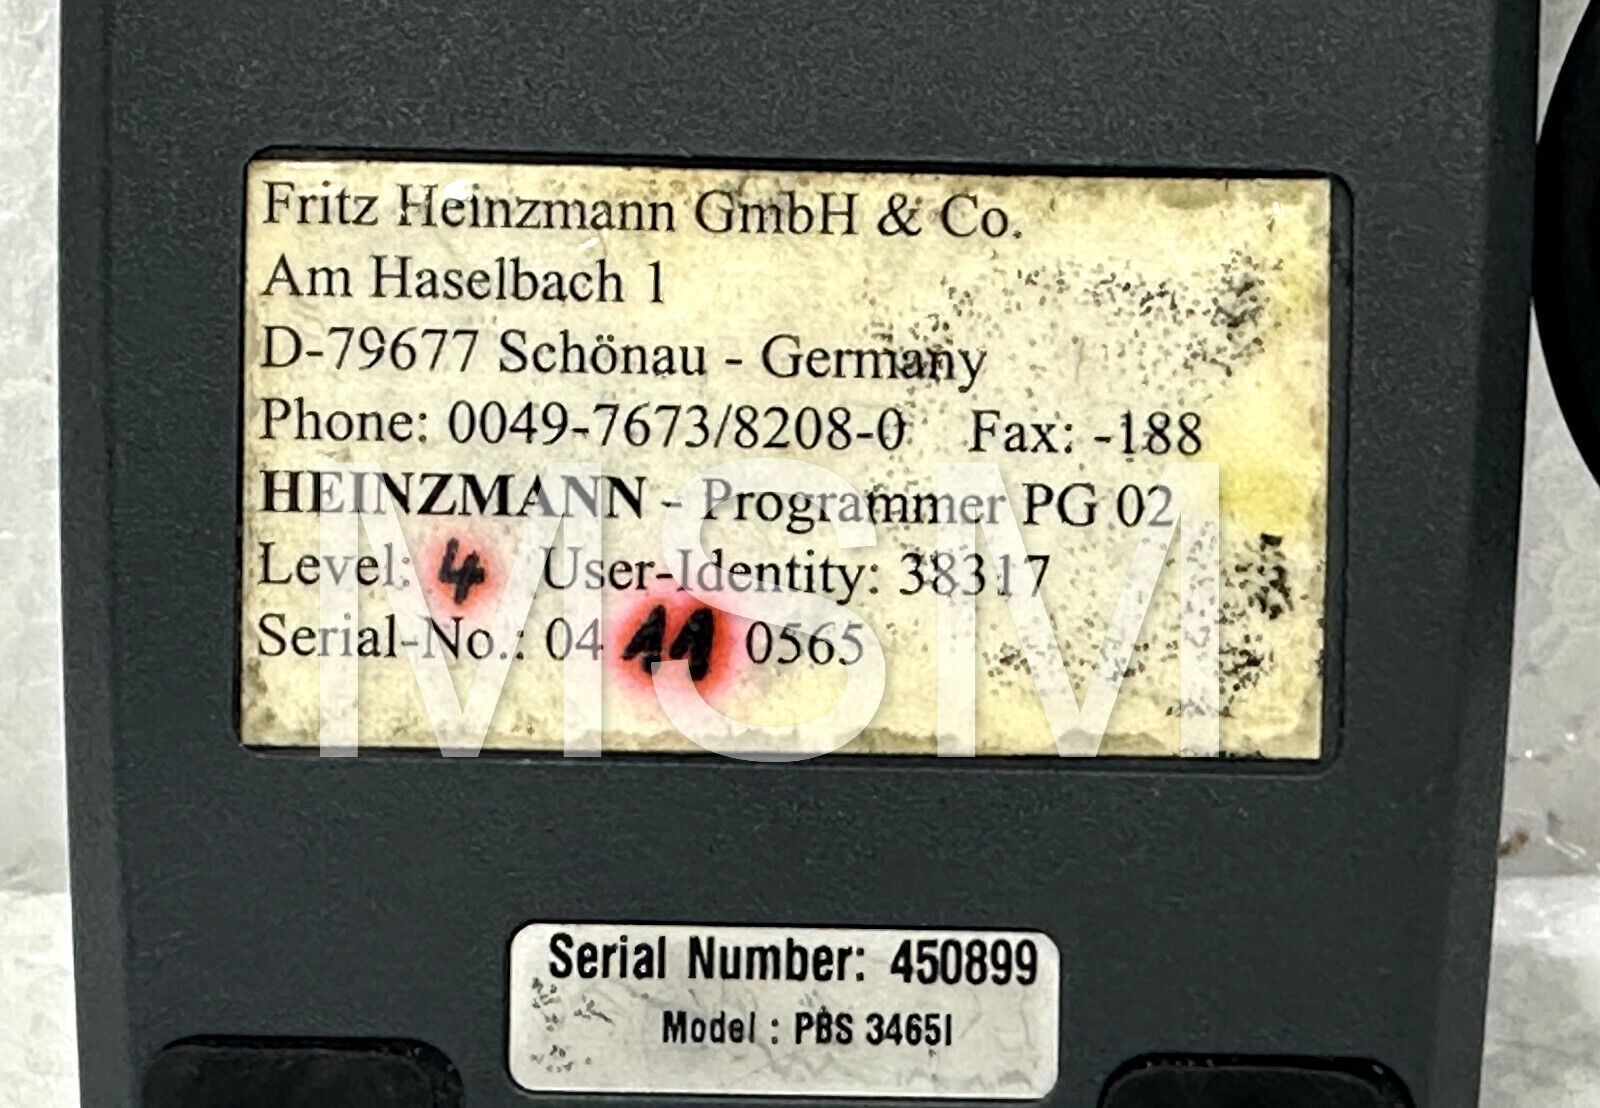 Fritz Heinzmann GmbH & Co.
Am Haselbach 1
D-79677 Schönau - Germany
Phone: 0049-7673/8208-0 Fax: -188
HEINZMANN - Programmer PG 02
Level: 4 User-Identity: 38317
Serial-No.: 04 11 0565
MSM
Serial Number: 450899
Model : PBS 3465I